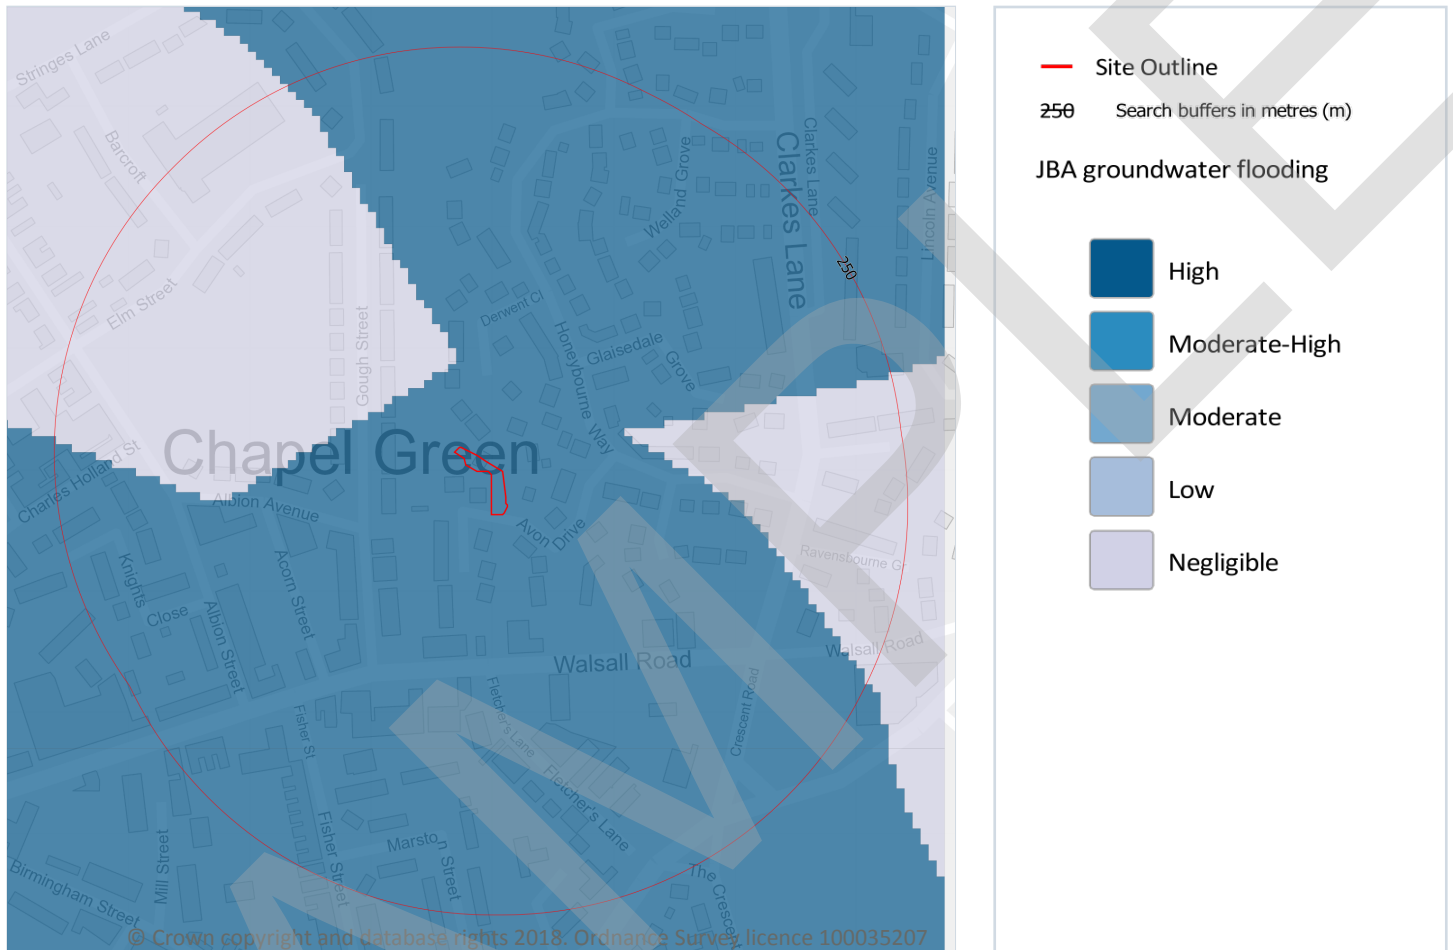 Stringes Lane
Barcroft
Elm Street
Gough Street
Derwent Cl
Honeybourne Way
Glaisedale Grove
Welland Grove
Clarkes Lane
Clarkes Lane
Lincoln Avenue
250
Chapel Green
Charles Holland St
Albion Avenue
Avon Drive
Ravensbourne Gr
Knights Close
Albion Street
Acorn Street
Walsall Road
Walsall Road
Fisher St
Fletcher's Lane
Crescent Road
Fletcher's Lane
Fisher Street
Marston Street
Mill Street
Birmingham Street
The Crescent
© Crown copyright and database rights 2018. Ordnance Survey licence 100035207
Site Outline
250 Search buffers in metres (m)
JBA groundwater flooding
High
Moderate-High
Moderate
Low
Negligible